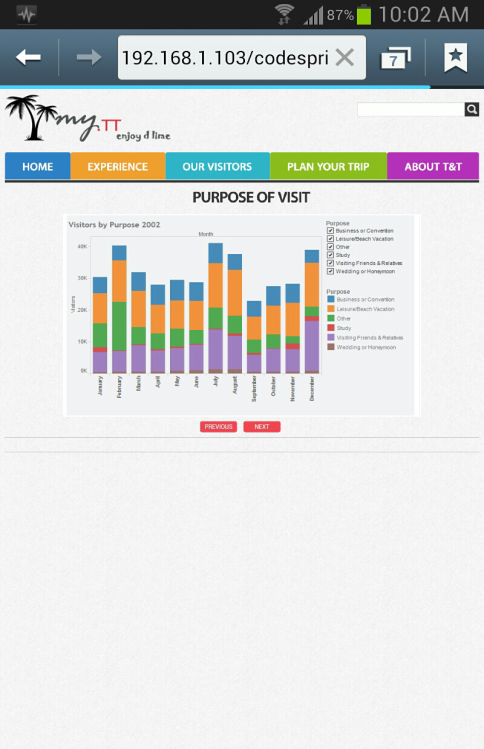 87% 10:02 AM
192.168.1.103/codespri
7
my.TT
enjoy d lime
HOME EXPERIENCE OUR VISITORS PLAN YOUR TRIP ABOUT T&T
PURPOSE OF VISIT
Visitors by Purpose 2002
Month
Visitors
40K
30K
20K
10K
0K
January February March April May June July August September October November December
Purpose
Business or Convention
Leisure/Beach Vacation
Other
Study
Visiting Friends & Relatives
Wedding or Honeymoon
Purpose
Business or Convention
Leisure/Beach Vacation
Other
Study
Visiting Friends & Relatives
Wedding or Honeymoon
PREVIOUS NEXT